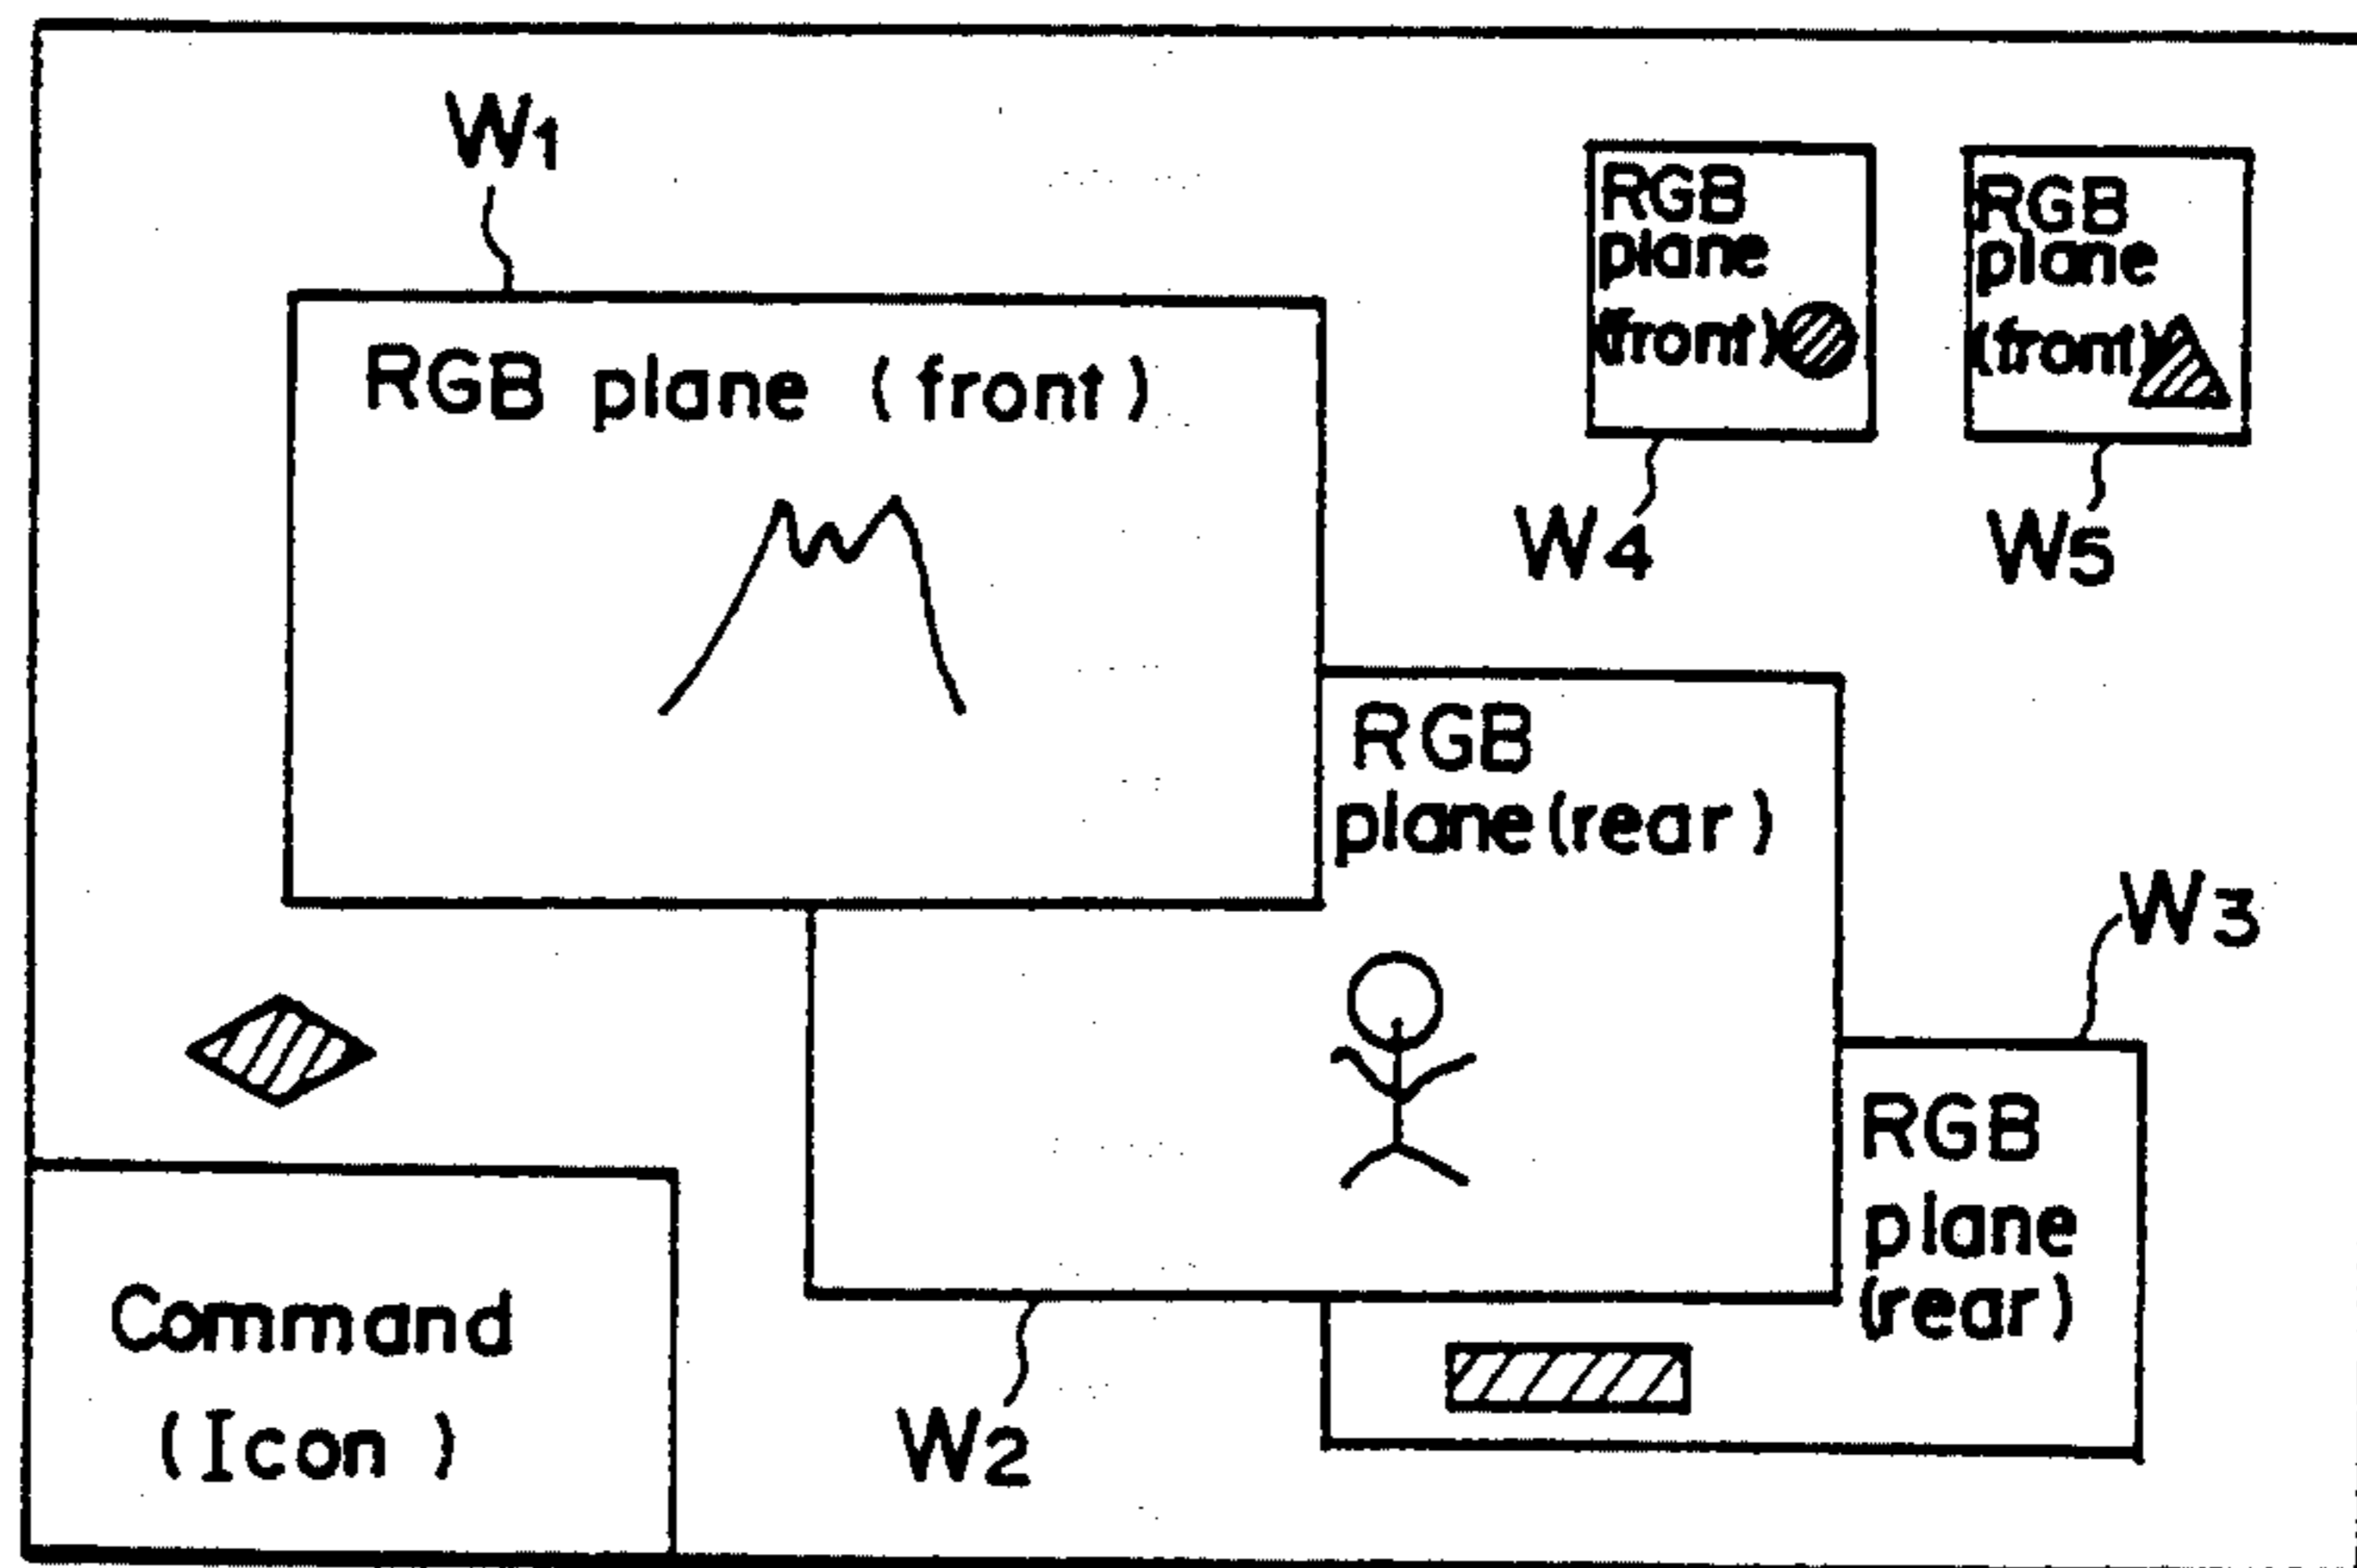 W1
RGB plane (front)
RGB
plane
(front)
W4
RGB
plane
(front)
W5
RGB
plane(rear)
W3
RGB
plane
(rear)
Command
(Icon)
W2